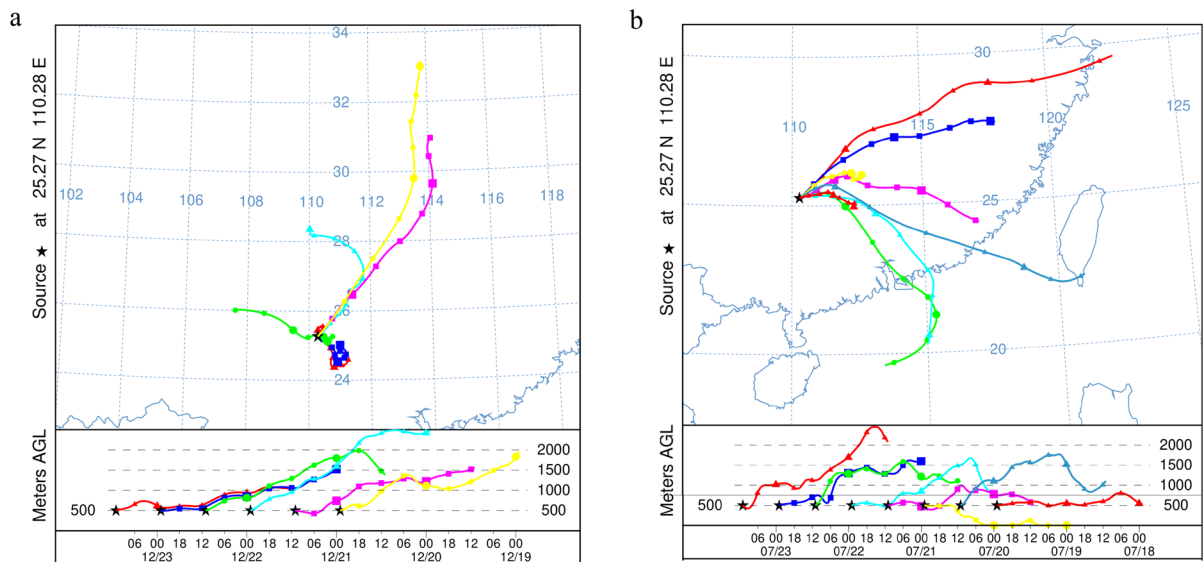 a
Source ★ at 25.27 N 110.28 E
34
32
30
102 104 106 108 110 112 114 116 118
28
26
24
Meters AGL
2000
1500
1000
500 500
06 00 18 12 06 00 18 12 06 00 18 12 06 00 18 12 06 00
12/23 12/22 12/21 12/20 12/19
b
Source ★ at 25.27 N 110.28 E
30
125
110 115 120
25
20
Meters AGL
2000
1500
1000
500 500
06 00 18 12 06 00 18 12 06 00 18 12 06 00 18 12 06 00 18 12 06 00
07/23 07/22 07/21 07/20 07/19 07/18